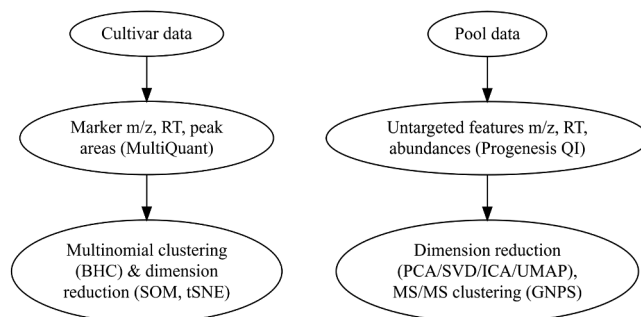 Cultivar data
Marker m/z, RT, peak
areas (MultiQuant)
Multinomial clustering
(BHC) & dimension
reduction (SOM, tSNE)
Pool data
Untargeted features m/z, RT,
abundances (Progenesis QI)
Dimension reduction
(PCA/SVD/ICA/UMAP),
MS/MS clustering (GNPS)